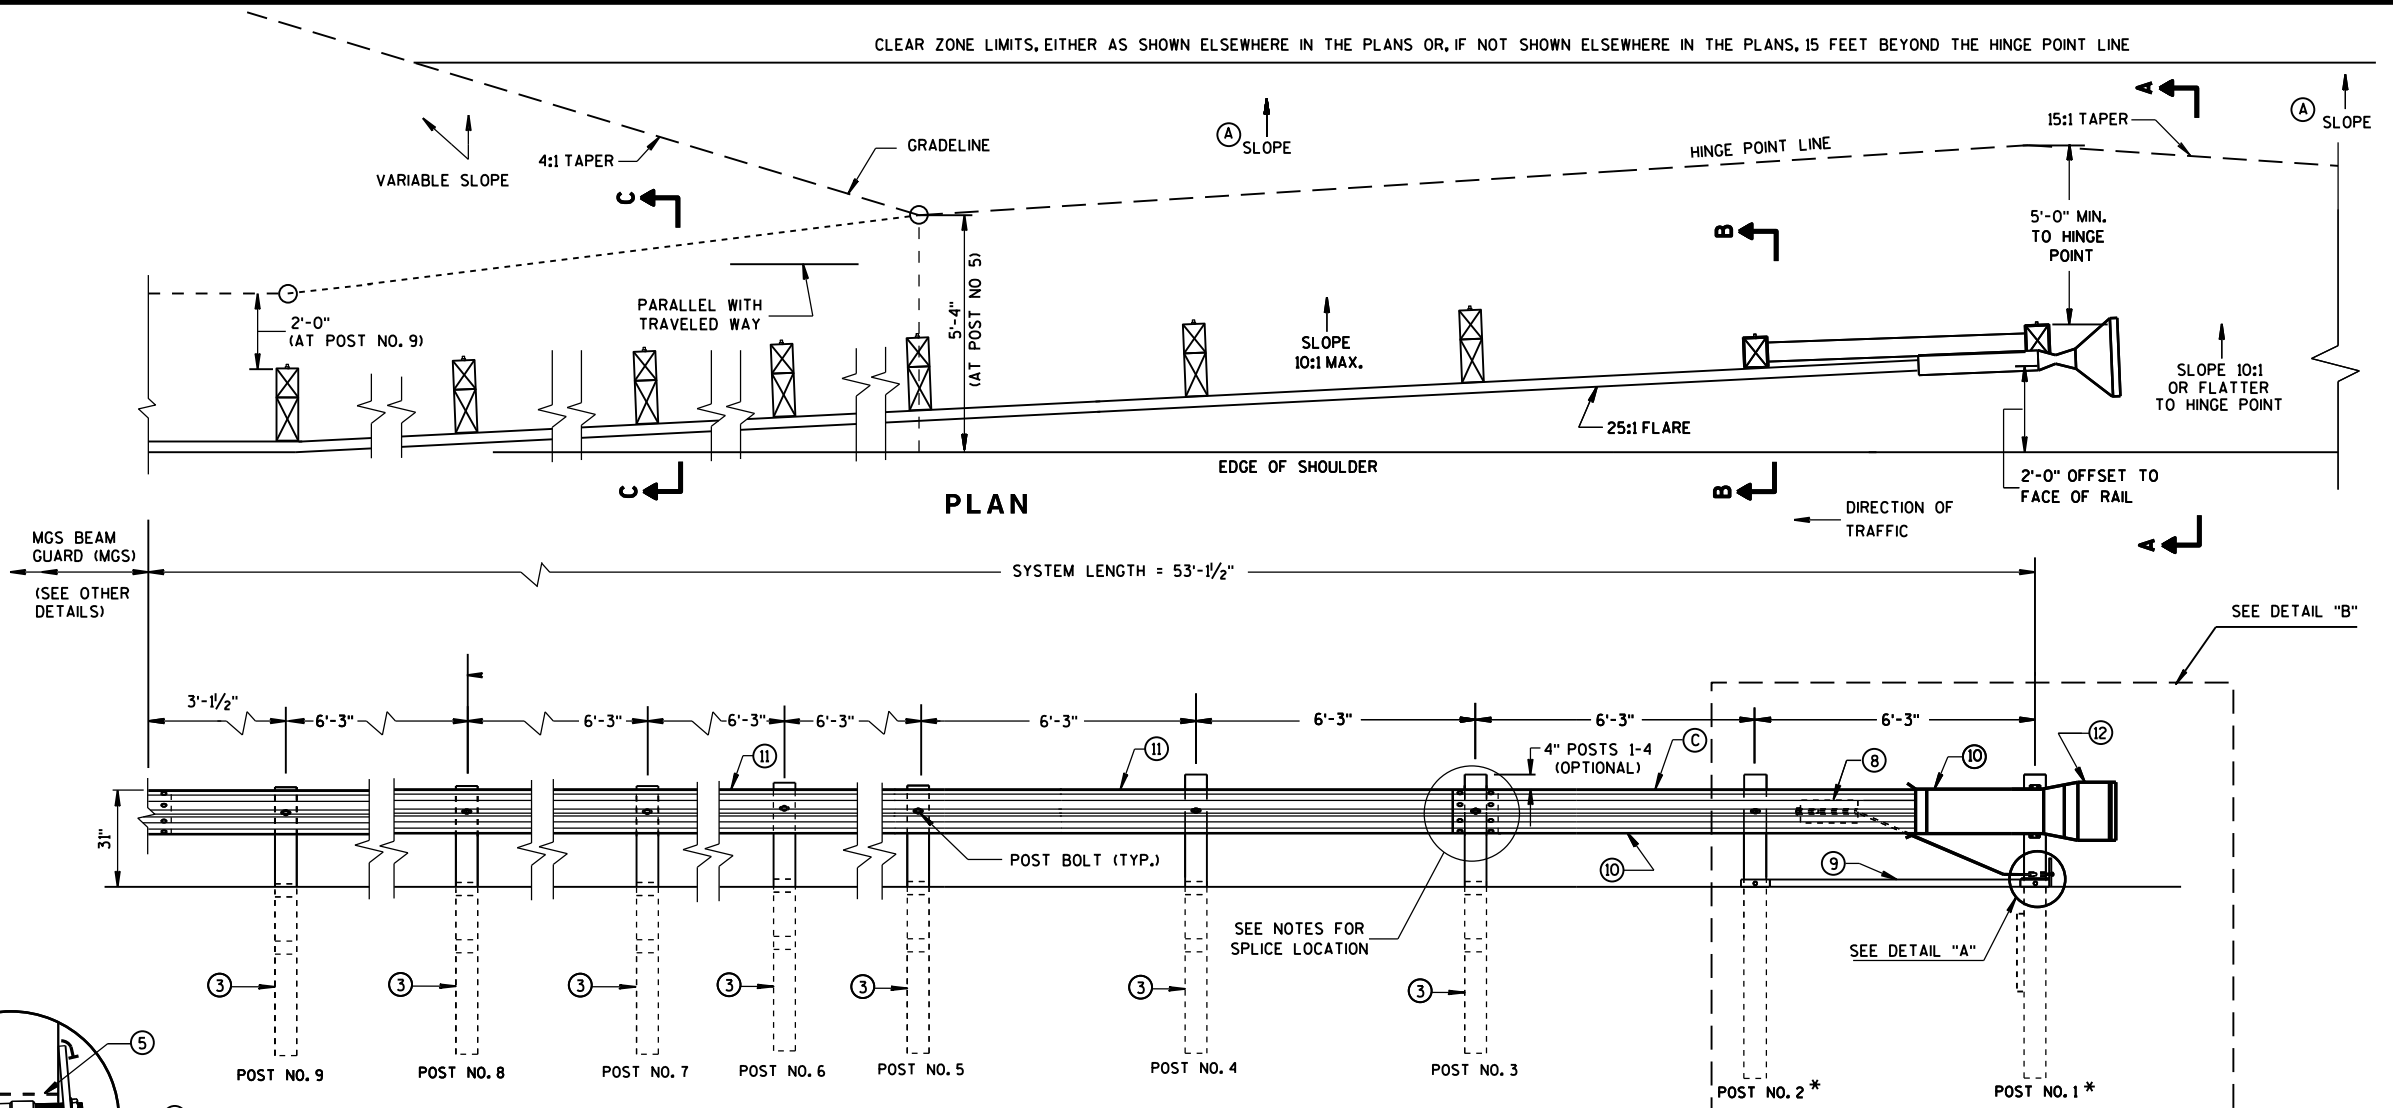 CLEAR ZONE LIMITS, EITHER AS SHOWN ELSEWHERE IN THE PLANS OR, IF NOT SHOWN ELSEWHERE IN THE PLANS, 15 FEET BEYOND THE HINGE POINT LINE
A
15:1 TAPER
A
SLOPE
A
SLOPE
GRADELINE
HINGE POINT LINE
4:1 TAPER
VARIABLE SLOPE
C
B
5'-0" MIN.
TO HINGE
POINT
PARALLEL WITH
TRAVELED WAY
5'-4"
(AT POST NO 5)
2'-0"
(AT POST NO. 9)
SLOPE
10:1 MAX.
SLOPE 10:1
OR FLATTER
TO HINGE POINT
25:1 FLARE
EDGE OF SHOULDER
2'-0" OFFSET TO
FACE OF RAIL
C
B
PLAN
DIRECTION OF
TRAFFIC
A
MGS BEAM
GUARD (MGS)
(SEE OTHER
DETAILS)
SYSTEM LENGTH = 53'-1½"
SEE DETAIL "B"
3'-1½"
6'-3"
6'-3"
6'-3"
6'-3"
6'-3"
6'-3"
6'-3"
6'-3"
11
11
4" POSTS 1-4
(OPTIONAL)
C
8
10
12
31"
POST BOLT (TYP.)
10
9
SEE NOTES FOR
SPLICE LOCATION
SEE DETAIL "A"
3
3
3
3
3
3
3
5
POST NO. 9
POST NO. 8
POST NO. 7
POST NO. 6
POST NO. 5
POST NO. 4
POST NO. 3
POST NO. 2 *
POST NO. 1 *